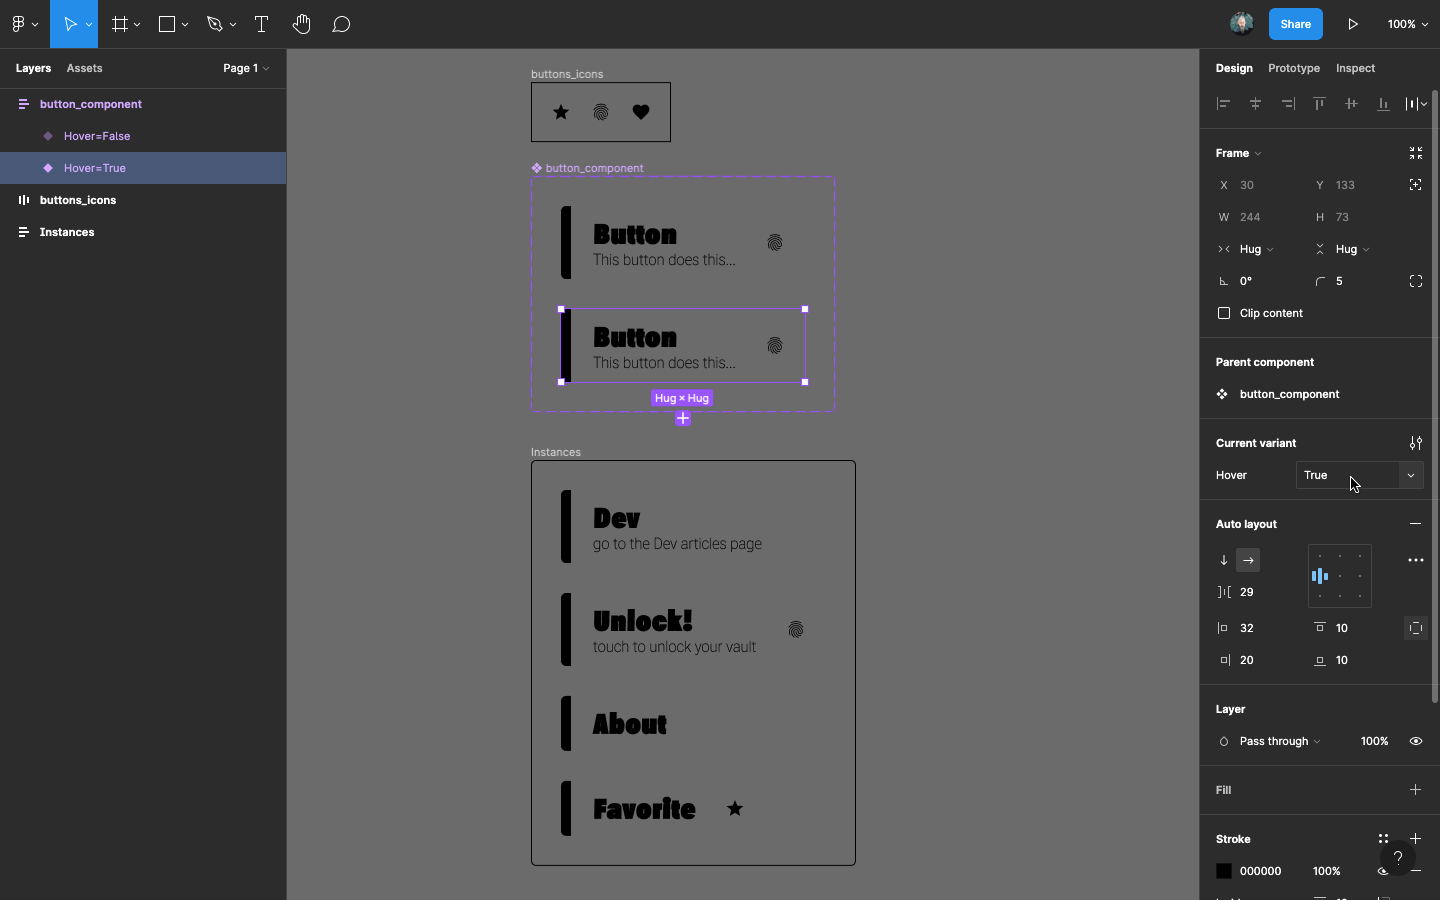 Share
100%
Layers
Assets
Page 1
button_component
Hover=False
Hover=True
buttons_icons
Instances
buttons_icons
button_component
Button
This button does this...
Button
This button does this...
Hug × Hug
Instances
Dev
go to the Dev articles page
Unlock!
touch to unlock your vault
About
Favorite
Design
Prototype
Inspect
Frame
X 30 Y 133
W 244 H 73
Hug Hug
0° 5
Clip content
Parent component
button_component
Current variant
Hover True
Auto layout
29
32 10
20 10
Layer
Pass through 100%
Fill
Stroke
000000 100%
?